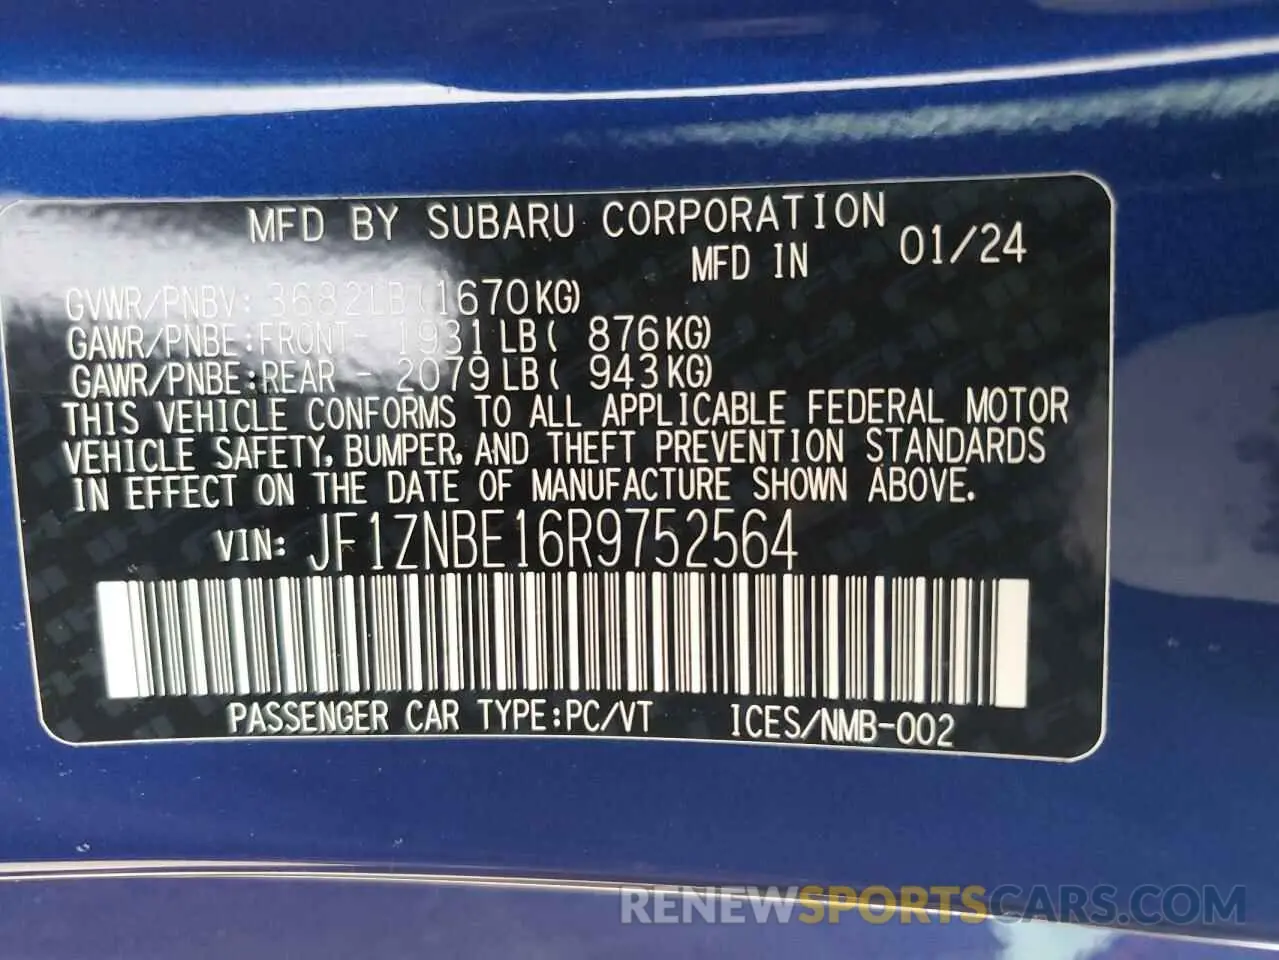 MFD BY SUBARU CORPORATION
MFD IN 01/24
GVWR/PNBV: 3682LB(1670KG)
GAWR/PNBE:FRONT- 1931LB( 876KG)
GAWR/PNBE:REAR - 2079LB( 943KG)
THIS VEHICLE CONFORMS TO ALL APPLICABLE FEDERAL MOTOR
VEHICLE SAFETY, BUMPER, AND THEFT PREVENTION STANDARDS
IN EFFECT ON THE DATE OF MANUFACTURE SHOWN ABOVE.
VIN: JF1ZNBE16R9752564
PASSENGER CAR TYPE:PC/VT ICES/NMB-002
RENEWSPORTSCARS.COM